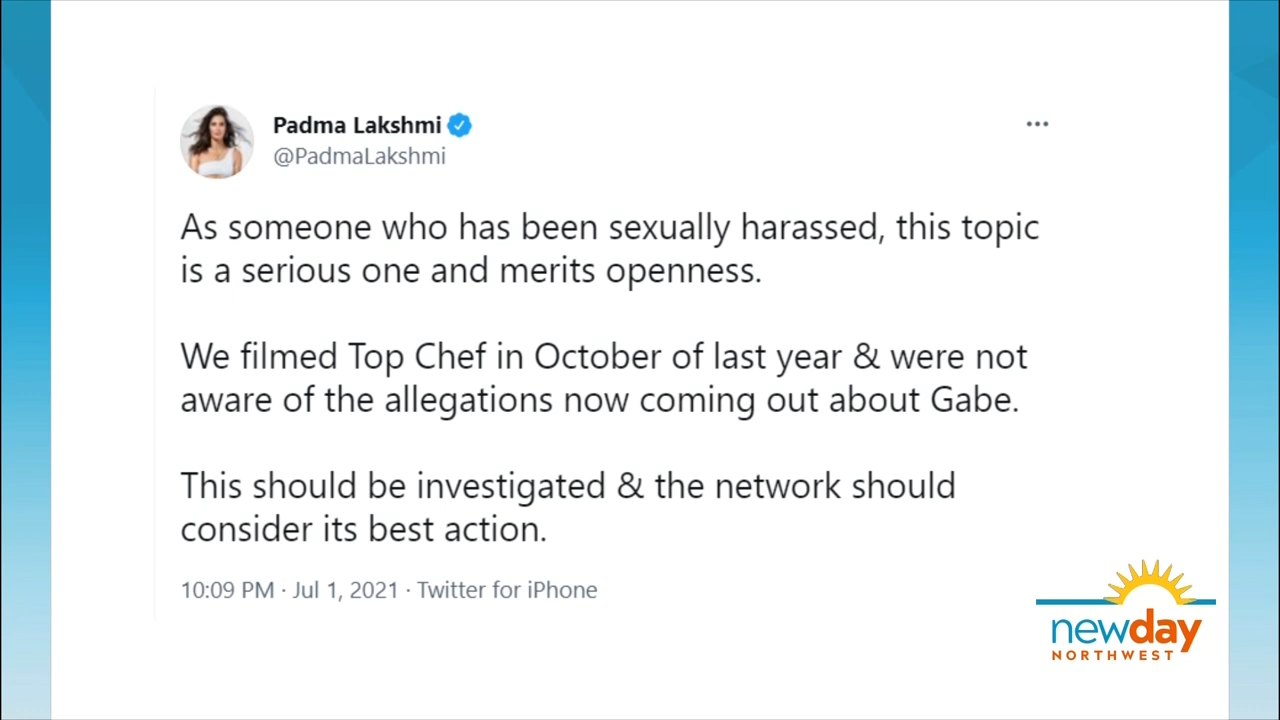 Padma Lakshmi
@PadmaLakshmi
As someone who has been sexually harassed, this topic
is a serious one and merits openness.
We filmed Top Chef in October of last year & were not
aware of the allegations now coming out about Gabe.
This should be investigated & the network should
consider its best action.
10:09 PM · Jul 1, 2021 · Twitter for iPhone
newday
NORTHWEST